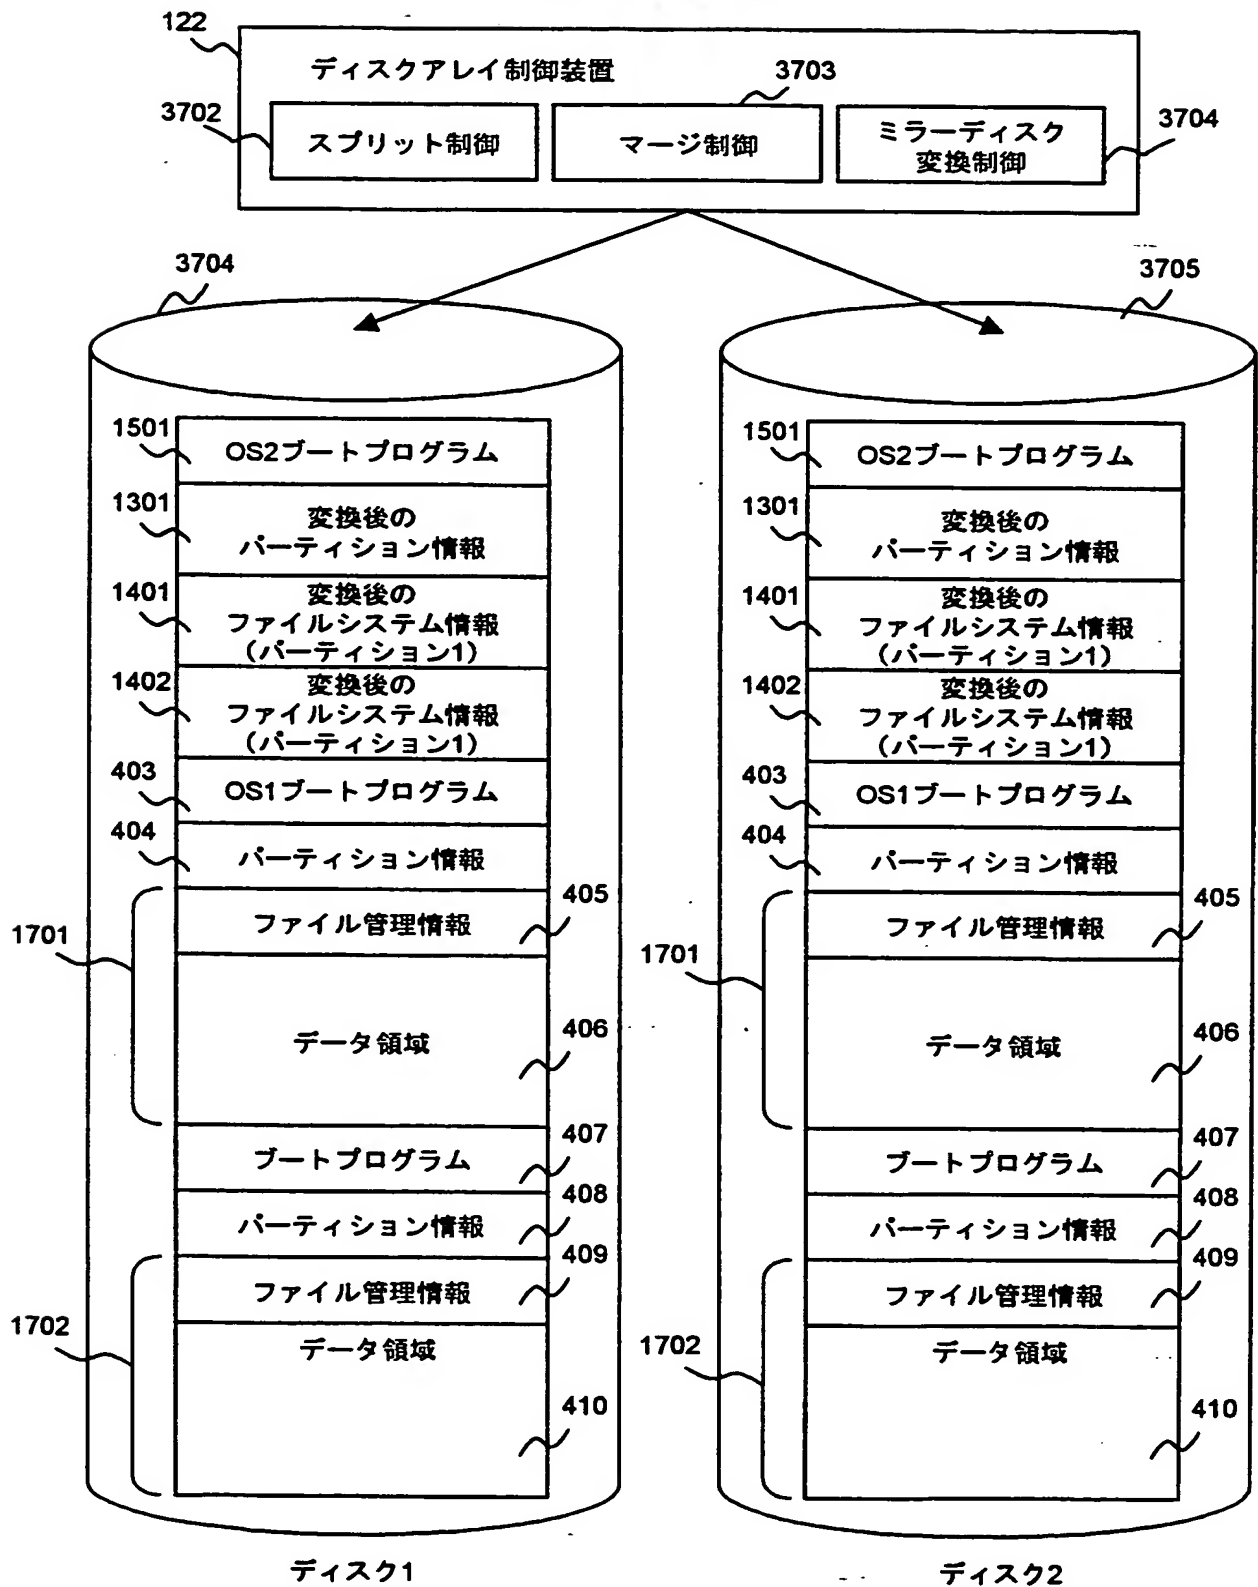 122
ディスクアレイ制御装置
3703
3702
スプリット制御
マージ制御
ミラーディスク
変換制御
3704
3704
3705
1501
OS2ブートプログラム
1301
変換後の
パーティション情報
1401
変換後の
ファイルシステム情報
（パーティション1）
1402
変換後の
ファイルシステム情報
（パーティション1）
403
OS1ブートプログラム
404
パーティション情報
1701
ファイル管理情報
405
データ領域
406
ブートプログラム
407
パーティション情報
408
1702
ファイル管理情報
409
データ領域
410
ディスク1
1501
OS2ブートプログラム
1301
変換後の
パーティション情報
1401
変換後の
ファイルシステム情報
（パーティション1）
1402
変換後の
ファイルシステム情報
（パーティション1）
403
OS1ブートプログラム
404
パーティション情報
1701
ファイル管理情報
405
データ領域
406
ブートプログラム
407
パーティション情報
408
1702
ファイル管理情報
409
データ領域
410
ディスク2